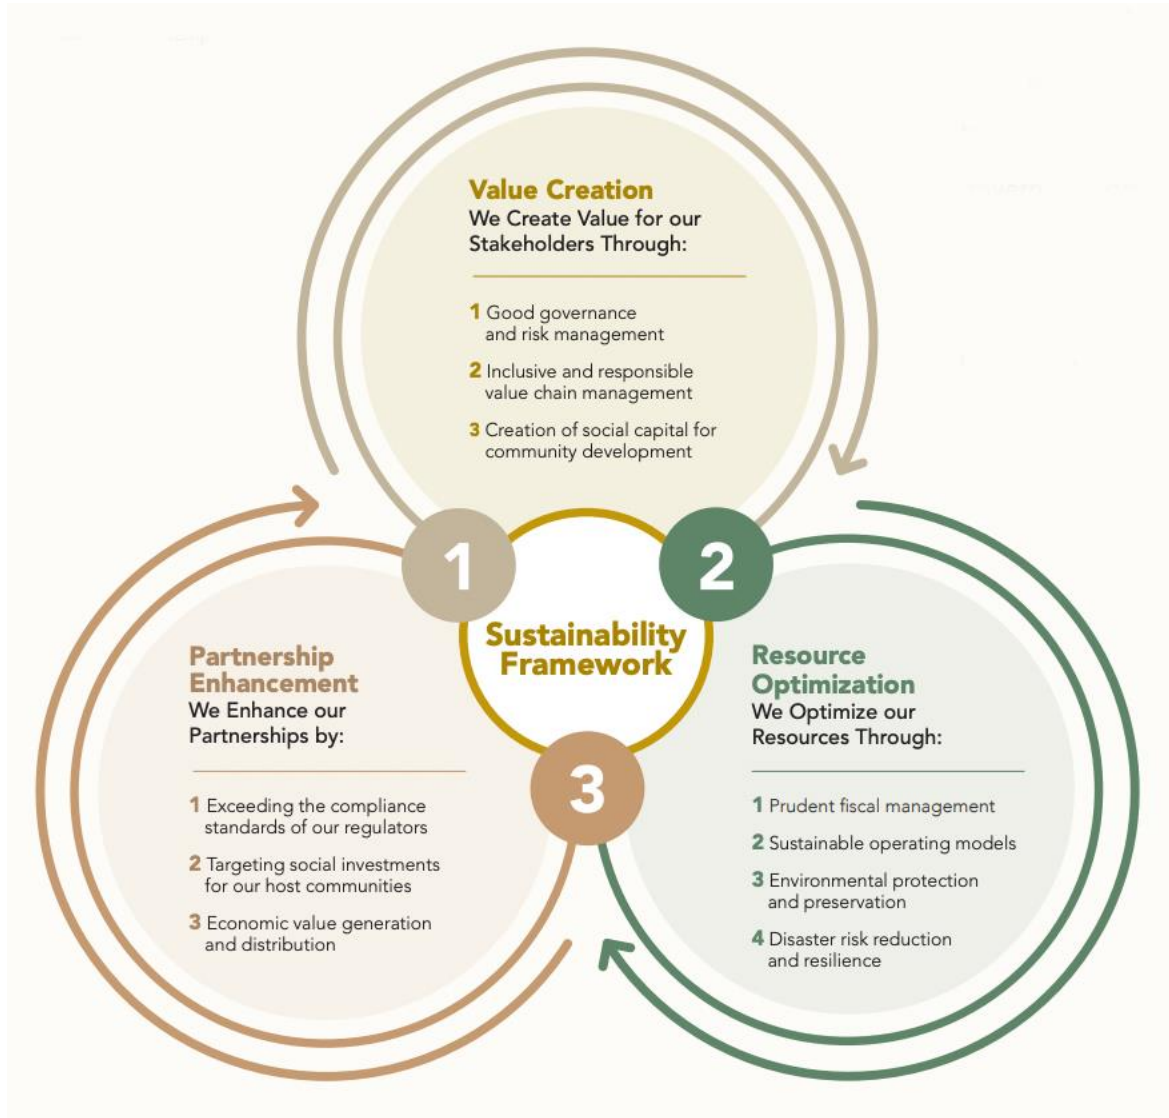 Value Creation
We Create Value for our
Stakeholders Through:
1 Good governance
and risk management
2 Inclusive and responsible
value chain management
3 Creation of social capital for
community development
1
2
Sustainability
Framework
3
Partnership
Enhancement
We Enhance our
Partnerships by:
1 Exceeding the compliance
standards of our regulators
2 Targeting social investments
for our host communities
3 Economic value generation
and distribution
Resource
Optimization
We Optimize our
Resources Through:
1 Prudent fiscal management
2 Sustainable operating models
3 Environmental protection
and preservation
4 Disaster risk reduction
and resilience